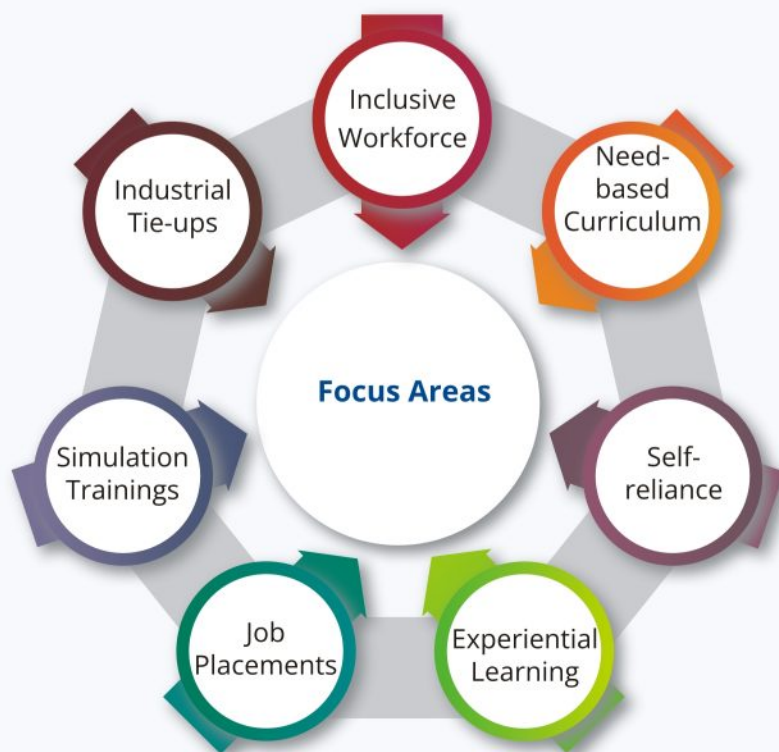 Inclusive
Workforce
Need-
based
Curriculum
Self-
reliance
Experiential
Learning
Job
Placements
Simulation
Trainings
Industrial
Tie-ups
Focus Areas